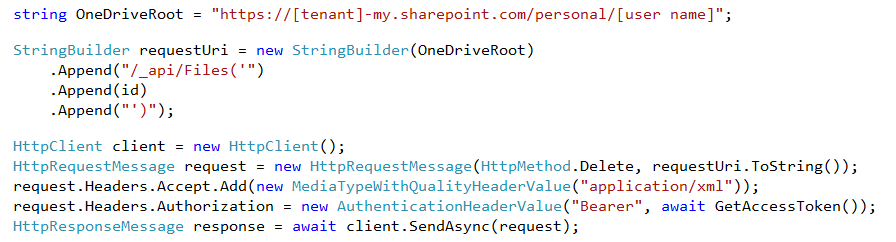 string OneDriveRoot = "https://[tenant]-my.sharepoint.com/personal/[user name]";
StringBuilder requestUri = new StringBuilder(OneDriveRoot)
.Append("/_api/Files('")
.Append(id)
.Append("')");
HttpClient client = new HttpClient();
HttpRequestMessage request = new HttpRequestMessage(HttpMethod.Delete, requestUri.ToString());
request.Headers.Accept.Add(new MediaTypeWithQualityHeaderValue("application/xml"));
request.Headers.Authorization = new AuthenticationHeaderValue("Bearer", await GetAccessToken());
HttpResponseMessage response = await client.SendAsync(request);